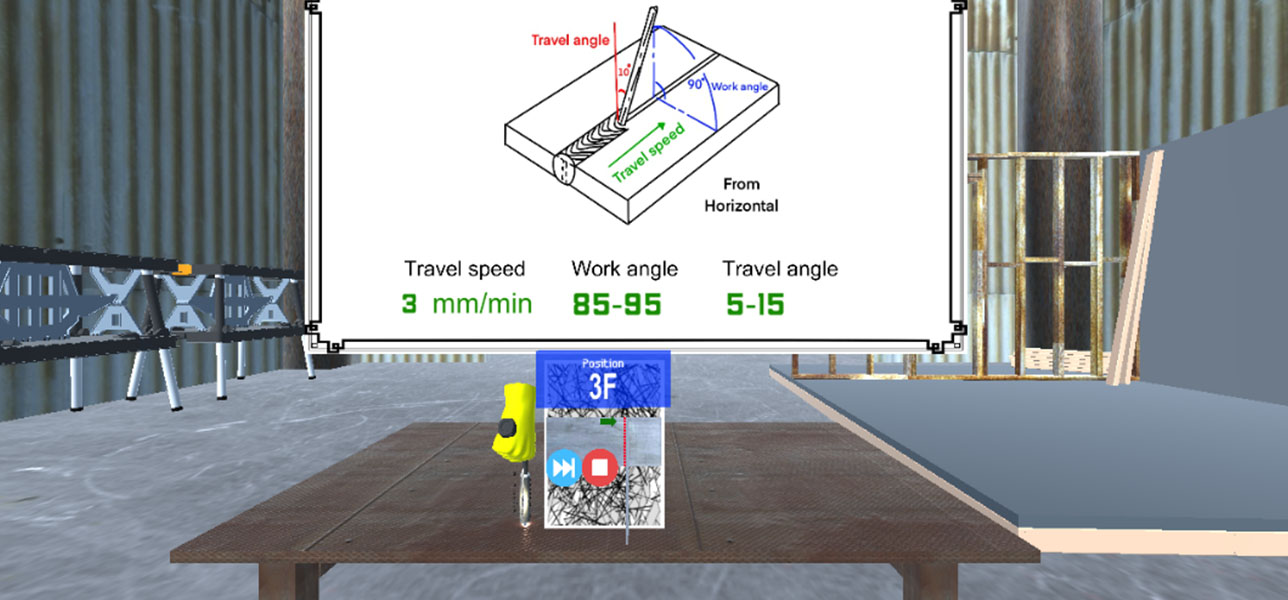 Travel angle
10°
90° Work angle
Travel speed
From
Horizontal
Travel speed Work angle Travel angle
3 mm/min 85-95 5-15
Position
3F